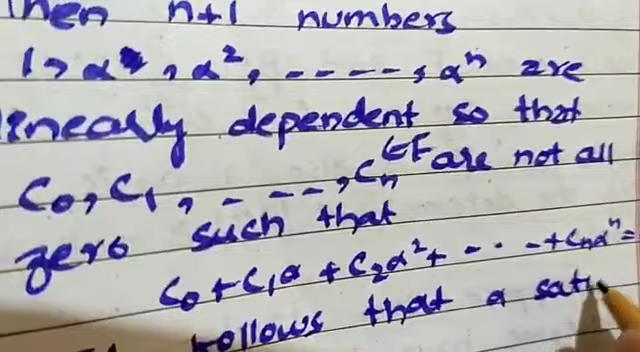 then n+1 numbers
1, α, α², -----, αⁿ are
linearly dependent so that
C₀, C₁, - ---, Cₙ ∈F are not all
zero such that
C₀ + C₁α + C₂α² + - · - + Cₙαⁿ =
follows that α sati